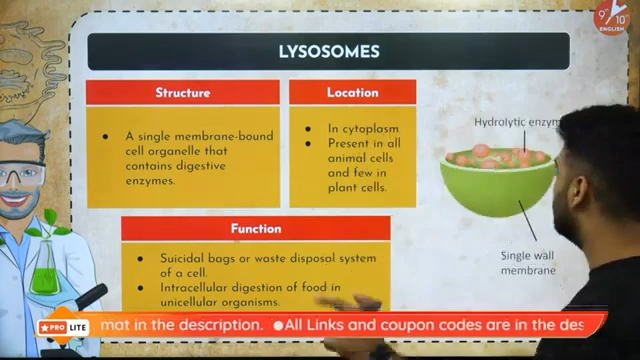 9th 10th
ENGLISH
LYSOSOMES
Structure
Location
● A single membrane-bound
cell organelle that
contains digestive
enzymes.
● In cytoplasm
● Present in all
animal cells
and few in
plant cells.
Hydrolytic enzym
Single wall
membrane
Function
● Suicidal bags or waste disposal system
of a cell.
● Intracellular digestion of food in
unicellular organisms.
PRO LITE
mat in the description. ●All Links and coupon codes are in the des